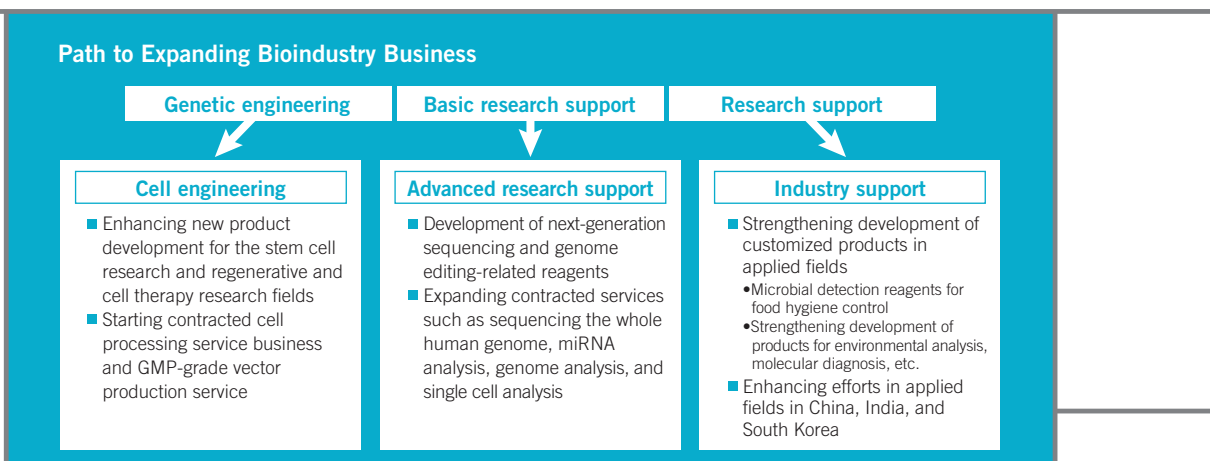 Path to Expanding Bioindustry Business
Genetic engineering
Basic research support
Research support
Cell engineering
■ Enhancing new product
development for the stem cell
research and regenerative and
cell therapy research fields
■ Starting contracted cell
processing service business
and GMP-grade vector
production service
Advanced research support
■ Development of next-generation
sequencing and genome
editing-related reagents
■ Expanding contracted services
such as sequencing the whole
human genome, miRNA
analysis, genome analysis, and
single cell analysis
Industry support
■ Strengthening development of
customized products in
applied fields
•Microbial detection reagents for
food hygiene control
•Strengthening development of
products for environmental analysis,
molecular diagnosis, etc.
■ Enhancing efforts in applied
fields in China, India, and
South Korea